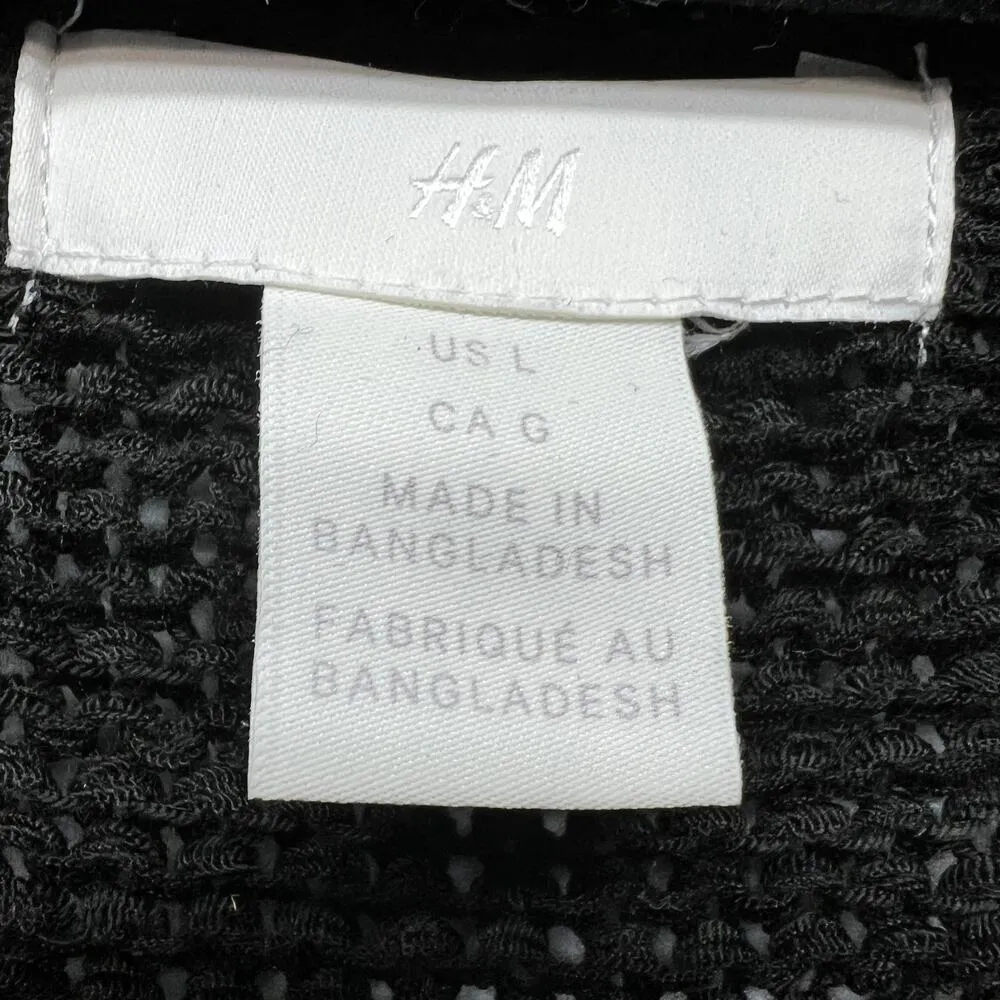 H&M
US L
CA G
MADE IN
BANGLADESH
FABRIQUÉ AU
BANGLADESH